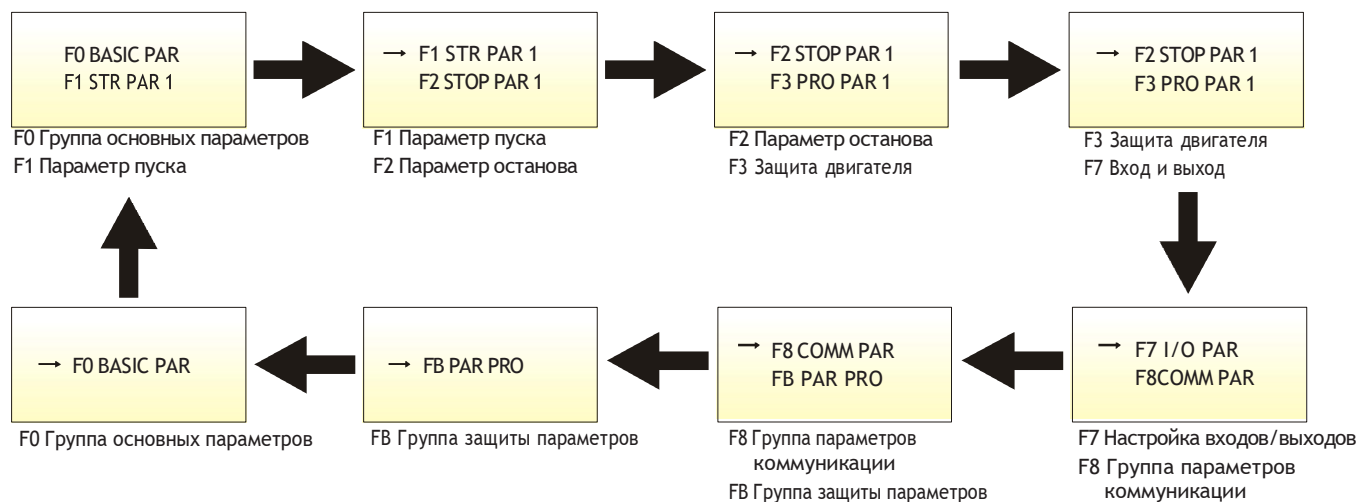 F0 BASIC PAR
F1 STR PAR 1
F0 Группа основных параметров
F1 Параметр пуска
→ F1 STR PAR 1
F2 STOP PAR 1
F1 Параметр пуска
F2 Параметр останова
→ F2 STOP PAR 1
F3 PRO PAR 1
F2 Параметр останова
F3 Защита двигателя
→ F2 STOP PAR 1
F3 PRO PAR 1
F3 Защита двигателя
F7 Вход и выход
→ F0 BASIC PAR
F0 Группа основных параметров
→ FB PAR PRO
FB Группа защиты параметров
→ F8 COMM PAR
FB PAR PRO
F8 Группа параметров
коммуникации
FB Группа защиты параметров
→ F7 I/O PAR
F8COMM PAR
F7 Настройка входов/выходов
F8 Группа параметров
коммуникации